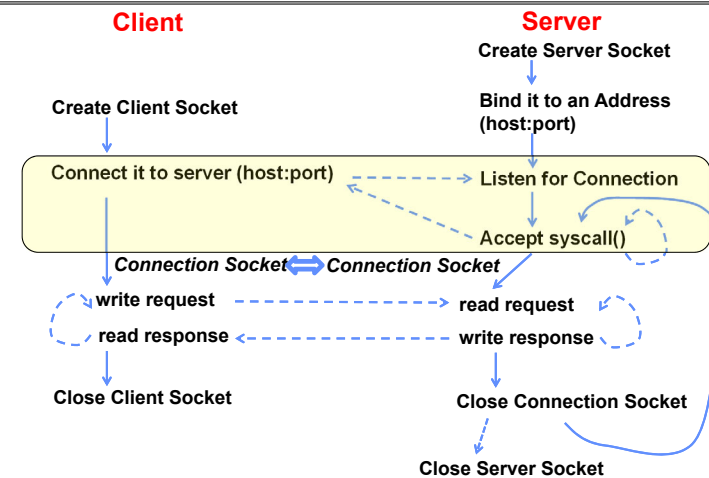 Client
Server
Create Server Socket
Create Client Socket
Bind it to an Address
(host:port)
Connect it to server (host:port)
Listen for Connection
Accept syscall()
Connection Socket
Connection Socket
write request
read request
read response
write response
Close Client Socket
Close Connection Socket
Close Server Socket